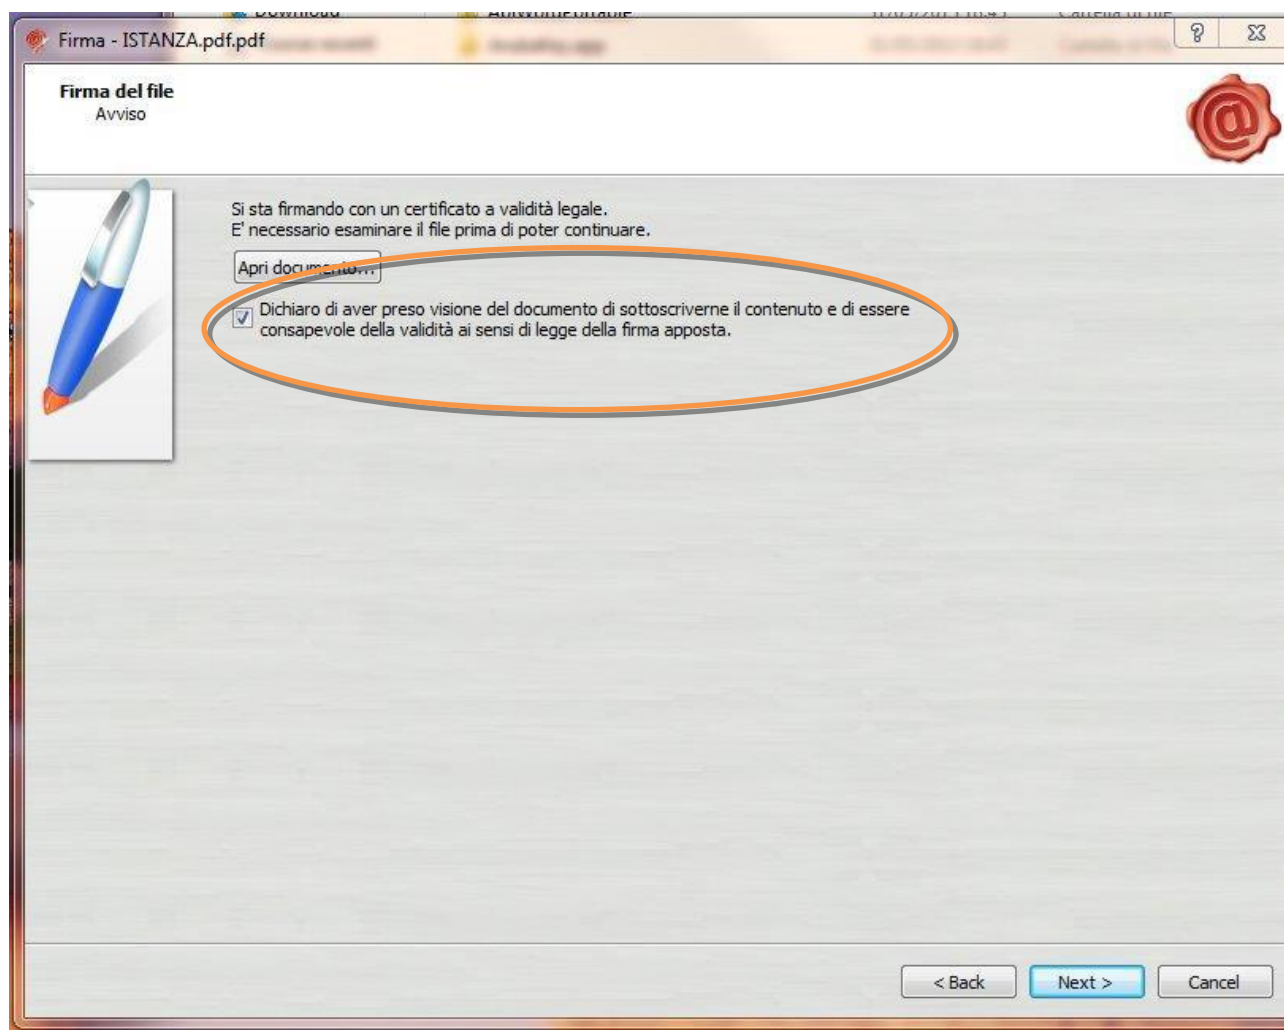 Download
Firma - ISTANZA.pdf.pdf
Firma del file
Avviso
Si sta firmando con un certificato a validità legale.
E' necessario esaminare il file prima di poter continuare.
Apri documento...
Dichiaro di aver preso visione del documento di sottoscriverne il contenuto e di essere
consapevole della validità ai sensi di legge della firma apposta.
< Back Next > Cancel